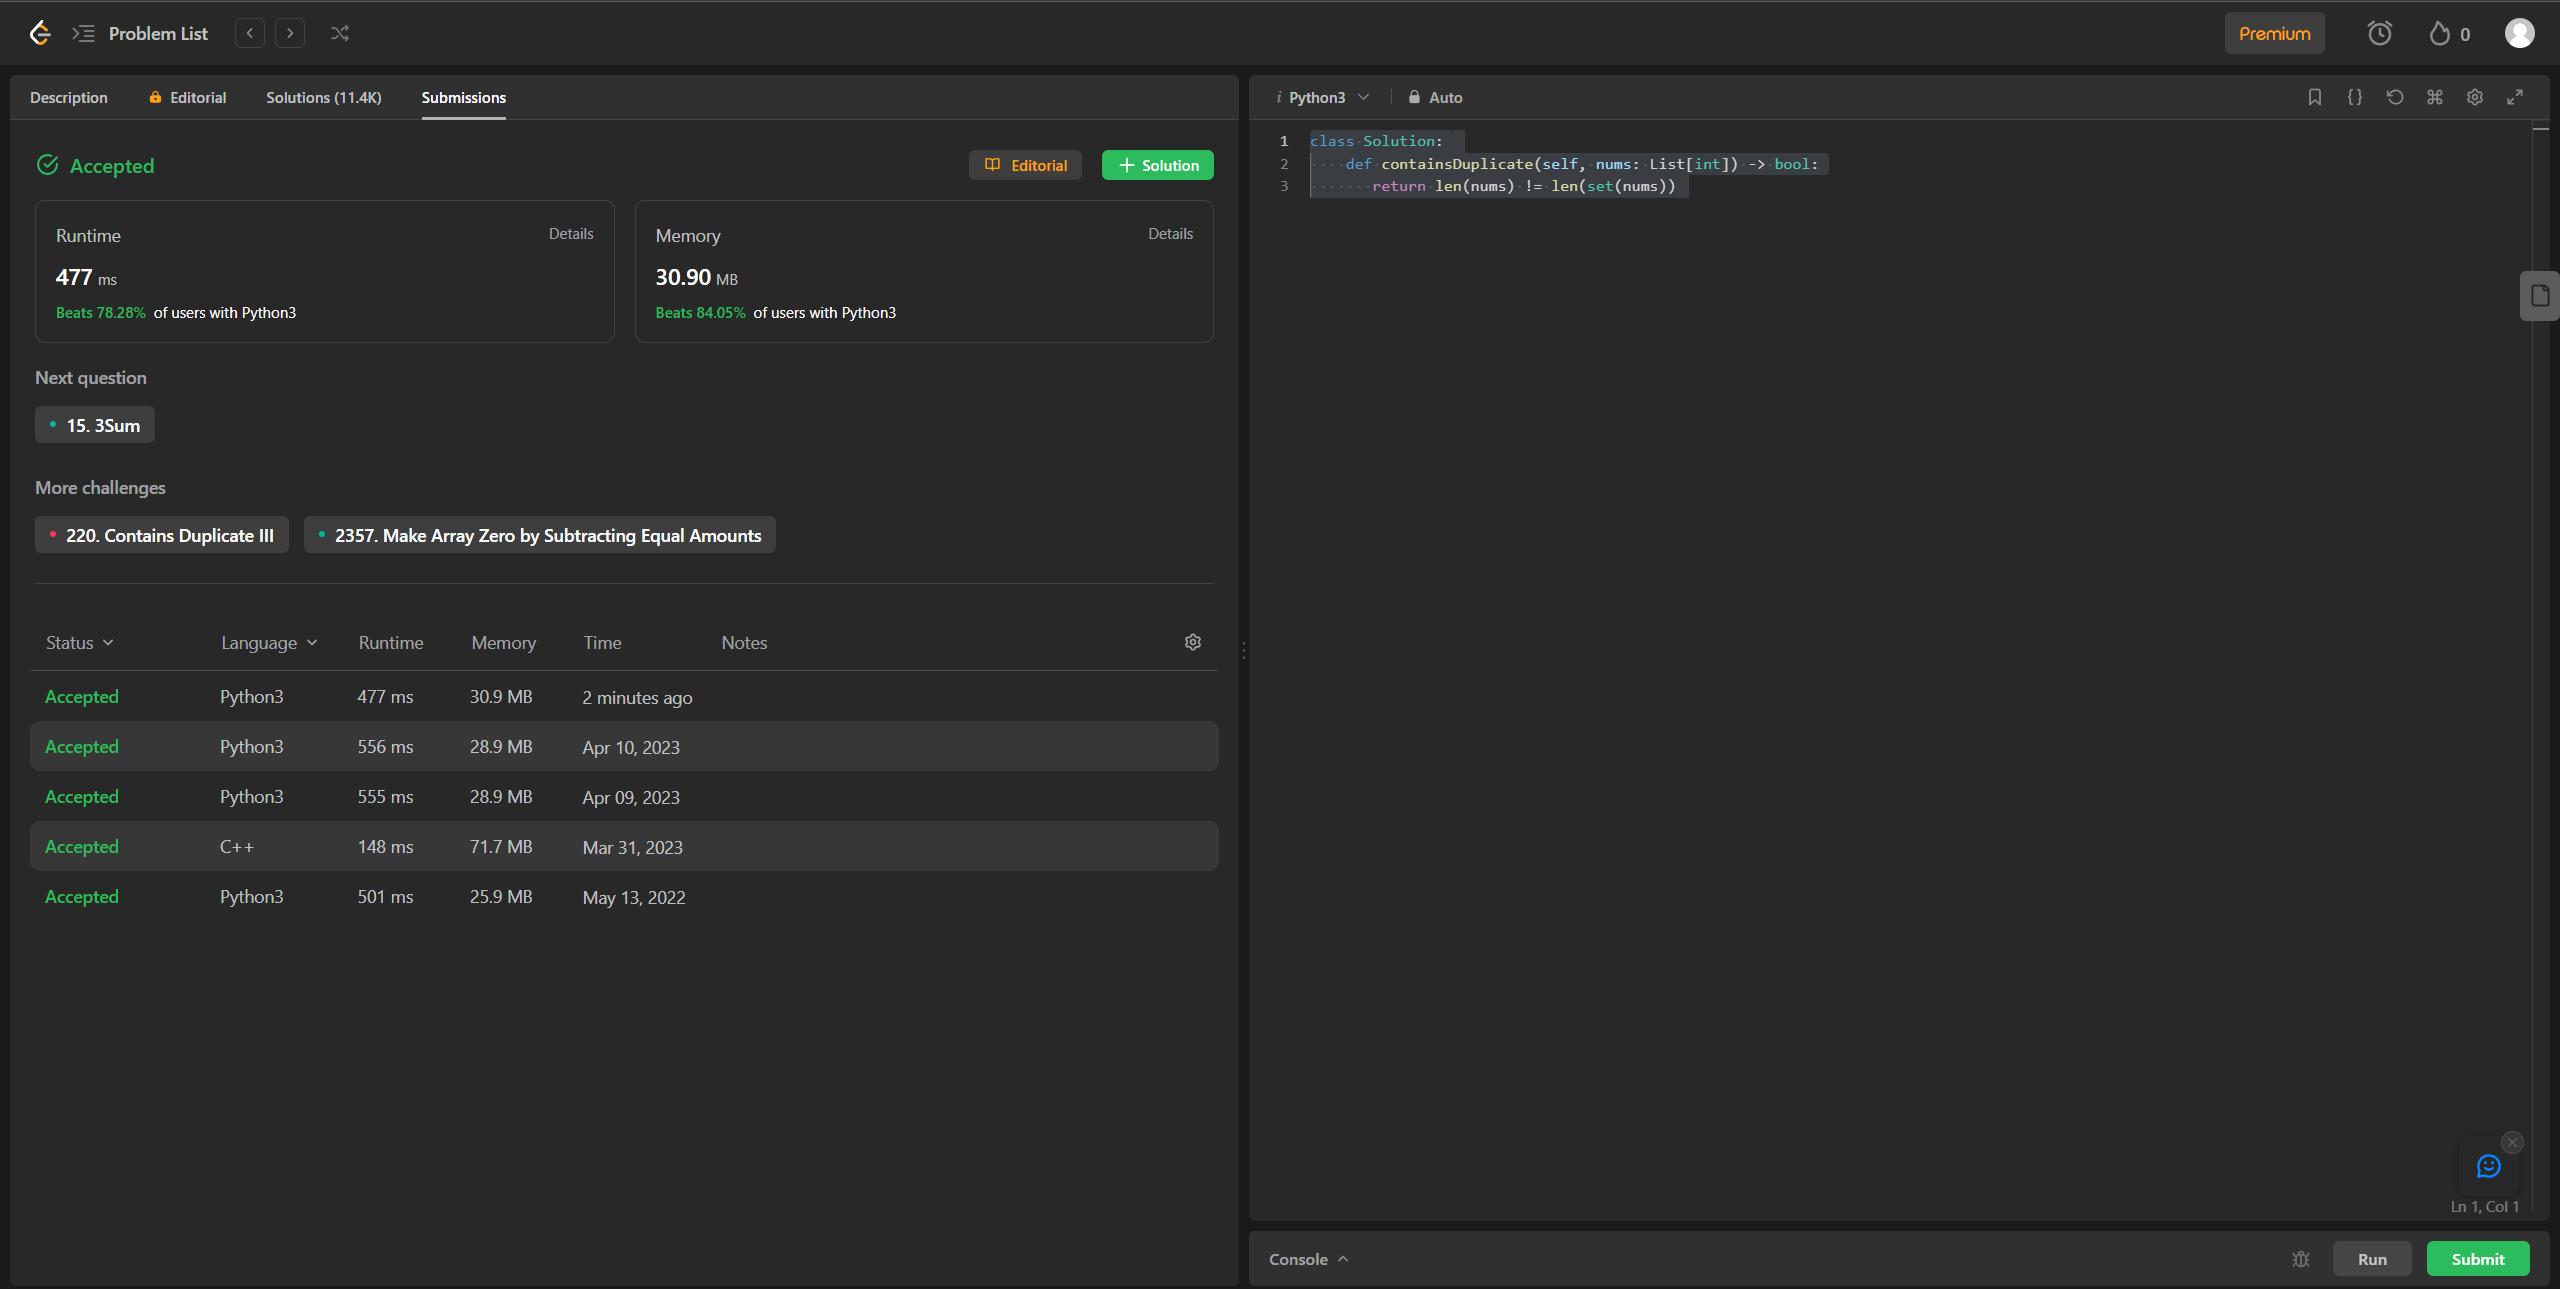 Problem List
Premium
0
Description
Editorial
Solutions (11.4K)
Submissions
Accepted
Editorial
Solution
Runtime
Details
477 ms
Beats 78.28% of users with Python3
Memory
Details
30.90 MB
Beats 84.05% of users with Python3
Next question
15. 3Sum
More challenges
220. Contains Duplicate III
2357. Make Array Zero by Subtracting Equal Amounts
Status Language Runtime Memory Time Notes
Accepted Python3 477 ms 30.9 MB 2 minutes ago
Accepted Python3 556 ms 28.9 MB Apr 10, 2023
Accepted Python3 555 ms 28.9 MB Apr 09, 2023
Accepted C++ 148 ms 71.7 MB Mar 31, 2023
Accepted Python3 501 ms 25.9 MB May 13, 2022
i Python3
Auto
1 class Solution:
2 def containsDuplicate(self, nums: List[int]) -> bool:
3 return len(nums) != len(set(nums))
Ln 1, Col 1
Console
Run
Submit